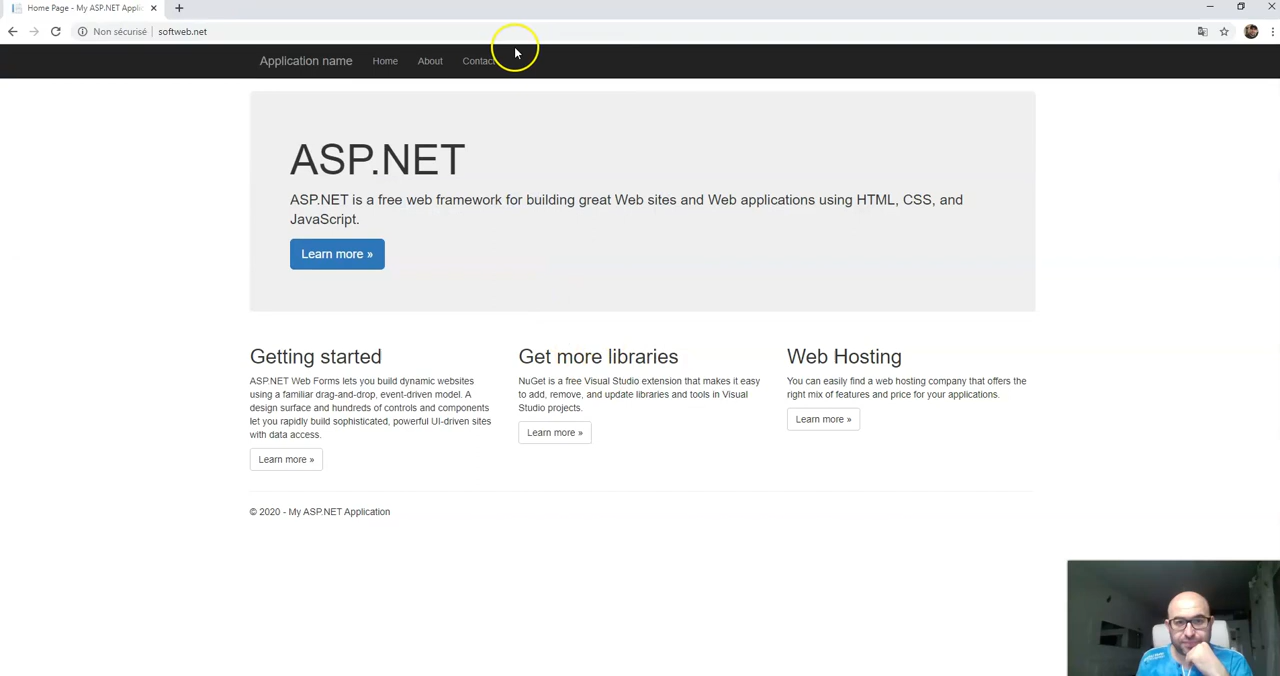 Home Page - My ASP.NET Applic
Non sécurisé
softweb.net
Application name
Home
About
Contact
ASP.NET
ASP.NET is a free web framework for building great Web sites and Web applications using HTML, CSS, and
JavaScript.
Learn more »
Getting started
ASP.NET Web Forms lets you build dynamic websites
using a familiar drag-and-drop, event-driven model. A
design surface and hundreds of controls and components
let you rapidly build sophisticated, powerful UI-driven sites
with data access.
Learn more »
Get more libraries
NuGet is a free Visual Studio extension that makes it easy
to add, remove, and update libraries and tools in Visual
Studio projects.
Learn more »
Web Hosting
You can easily find a web hosting company that offers the
right mix of features and price for your applications.
Learn more »
© 2020 - My ASP.NET Application